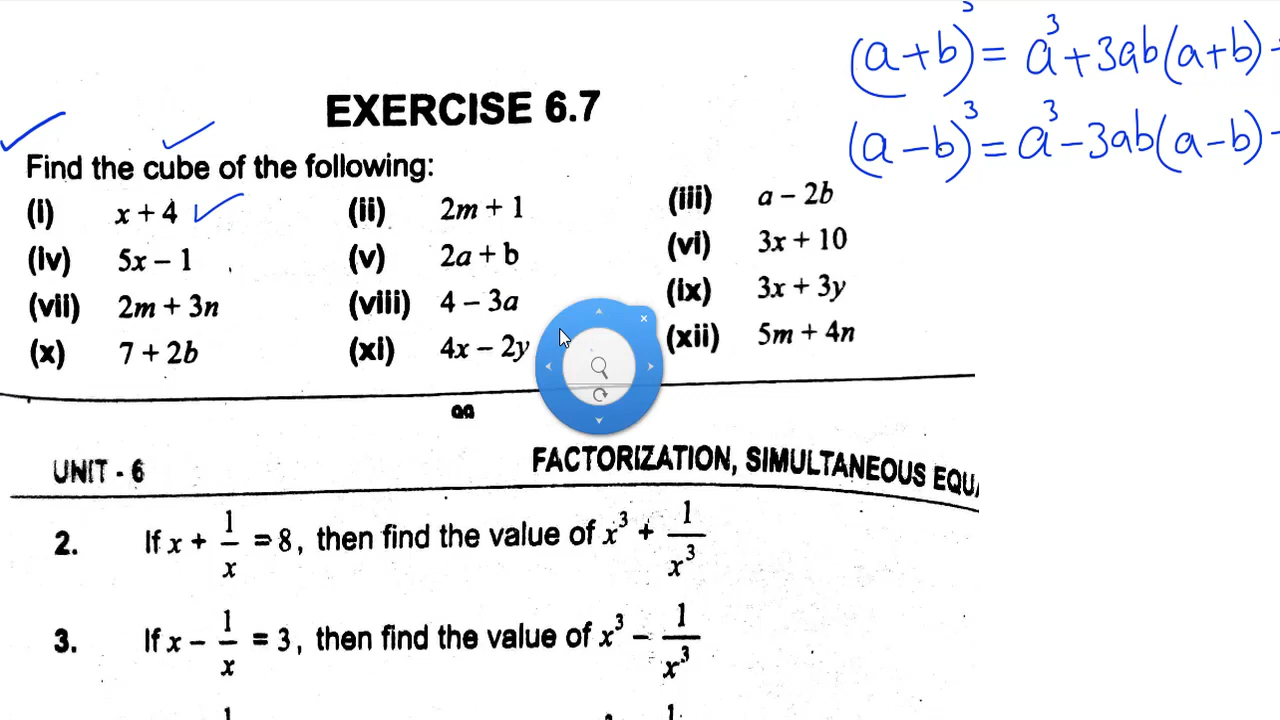 (a+b)³ = a³+3ab(a+b)+
(a-b)³ = a³-3ab(a-b)-
EXERCISE 6.7
Find the cube of the following:
(i) x + 4 (ii) 2m + 1 (iii) a – 2b
(iv) 5x – 1 (v) 2a + b (vi) 3x + 10
(vii) 2m + 3n (viii) 4 – 3a (ix) 3x + 3y
(x) 7 + 2b (xi) 4x – 2y (xii) 5m + 4n
UNIT - 6 FACTORIZATION, SIMULTANEOUS EQUA
2. If x + 1/x = 8, then find the value of x³ + 1/x³
3. If x – 1/x = 3, then find the value of x³ – 1/x³